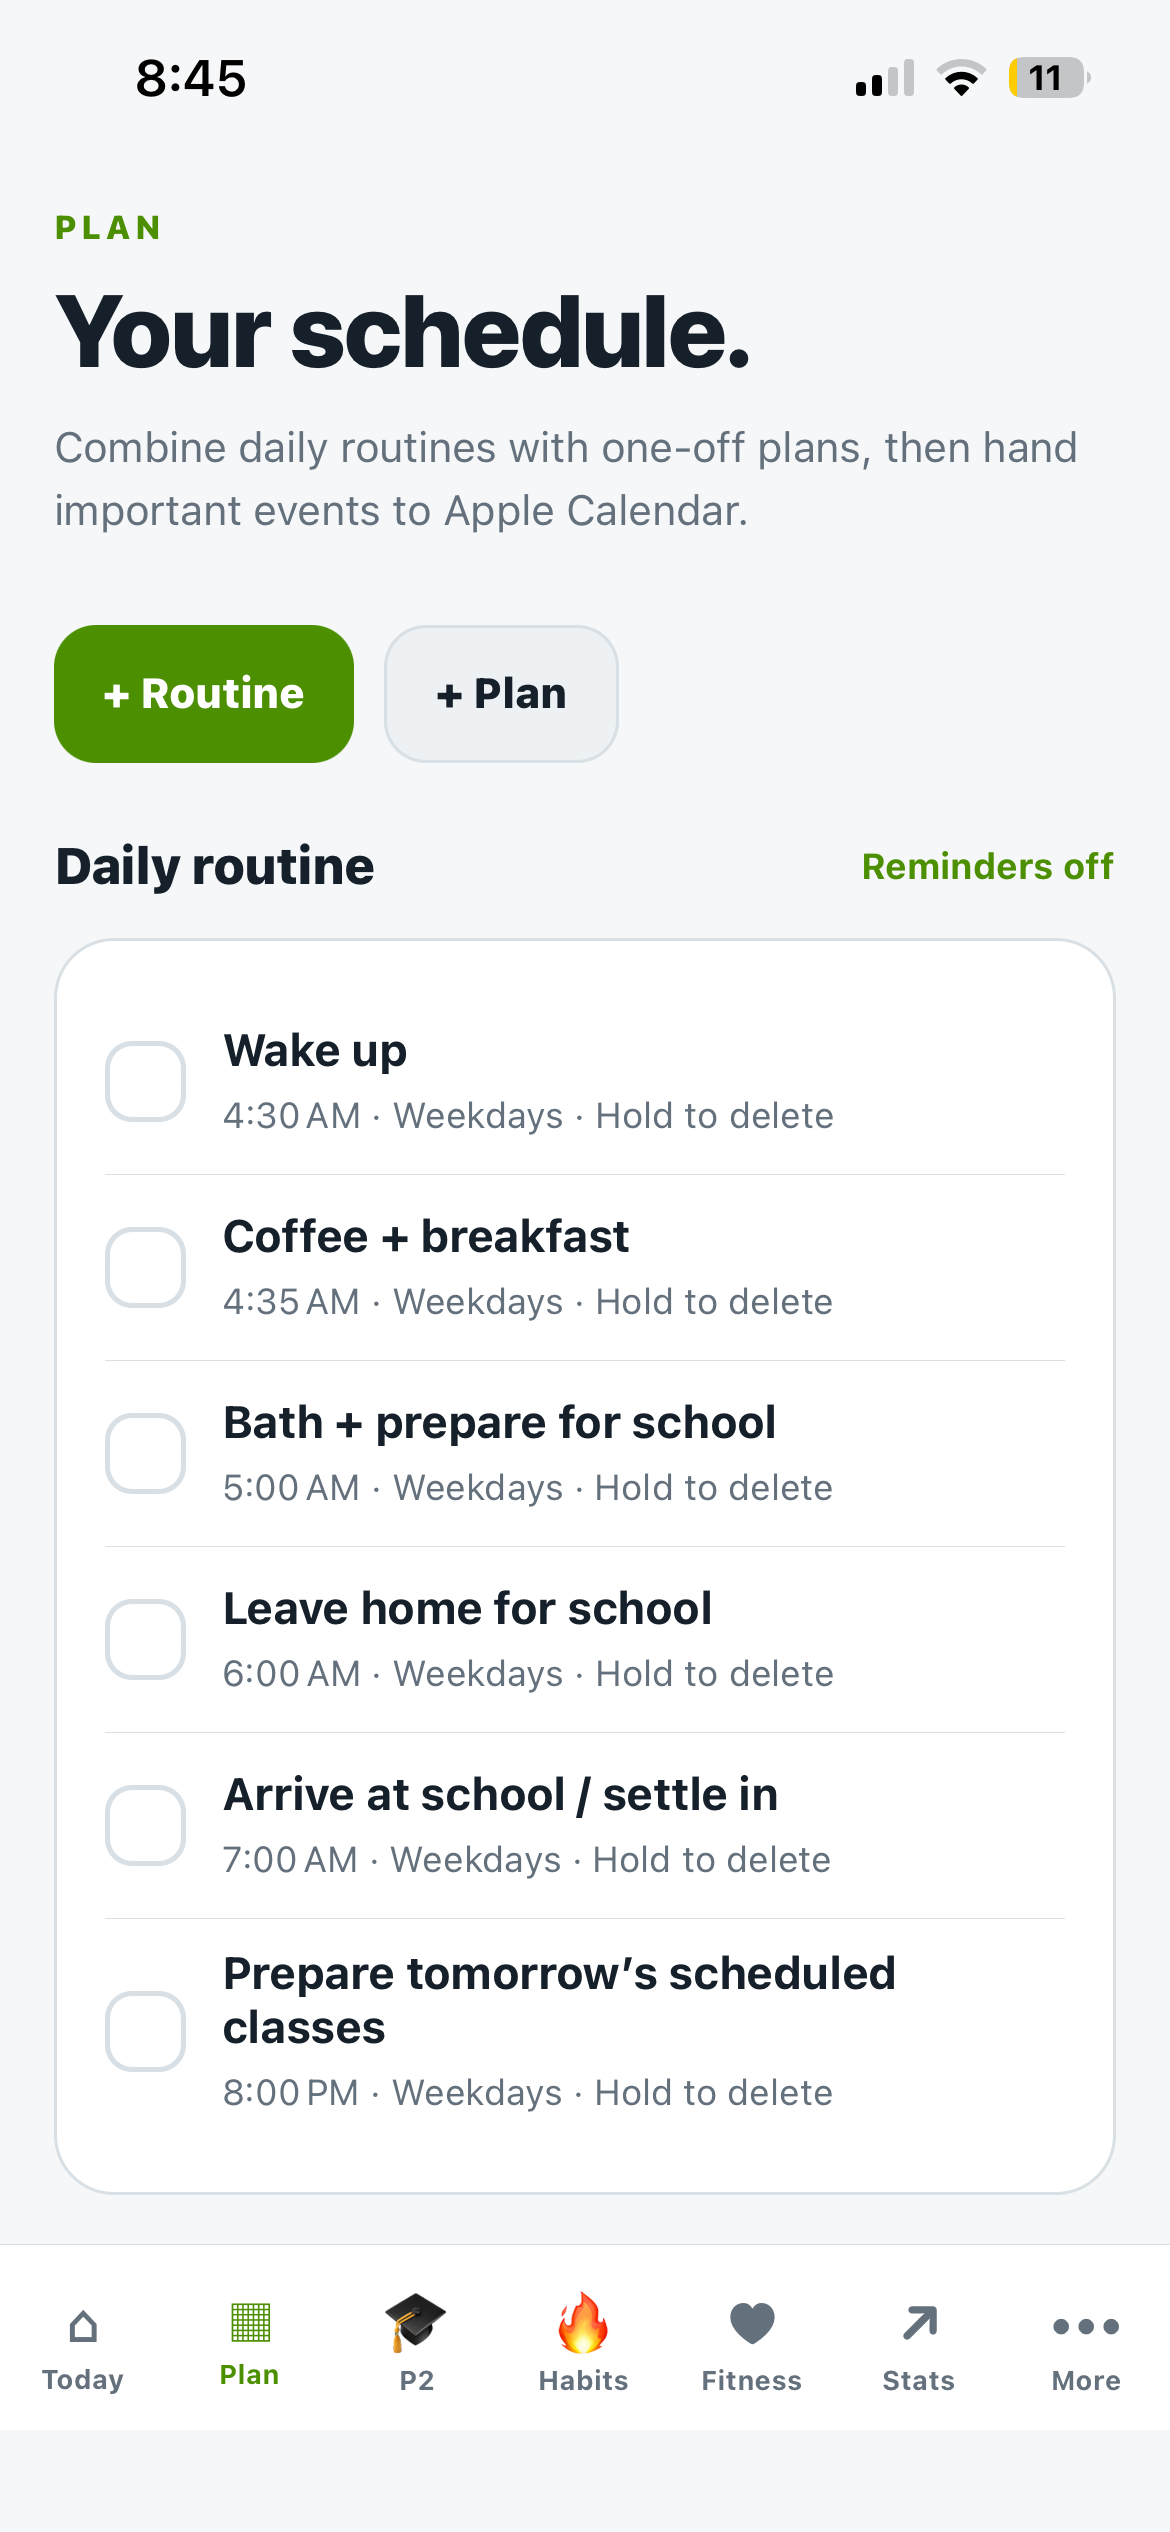 8:45
11
PLAN
Your schedule.
Combine daily routines with one-off plans, then hand
important events to Apple Calendar.
+ Routine
+ Plan
Daily routine
Reminders off
Wake up
4:30 AM · Weekdays · Hold to delete
Coffee + breakfast
4:35 AM · Weekdays · Hold to delete
Bath + prepare for school
5:00 AM · Weekdays · Hold to delete
Leave home for school
6:00 AM · Weekdays · Hold to delete
Arrive at school / settle in
7:00 AM · Weekdays · Hold to delete
Prepare tomorrow’s scheduled
classes
8:00 PM · Weekdays · Hold to delete
Today
Plan
P2
Habits
Fitness
Stats
More